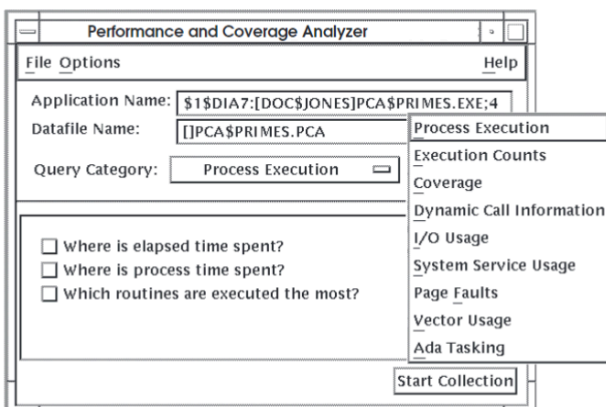 Performance and Coverage Analyzer
File Options Help
Application Name: $1$DIA7:[DOC$JONES]PCA$PRIMES.EXE;4
Datafile Name: []PCA$PRIMES.PCA
Query Category: Process Execution
Process Execution
Execution Counts
Coverage
Dynamic Call Information
I/O Usage
System Service Usage
Page Faults
Vector Usage
Ada Tasking
Where is elapsed time spent?
Where is process time spent?
Which routines are executed the most?
Start Collection